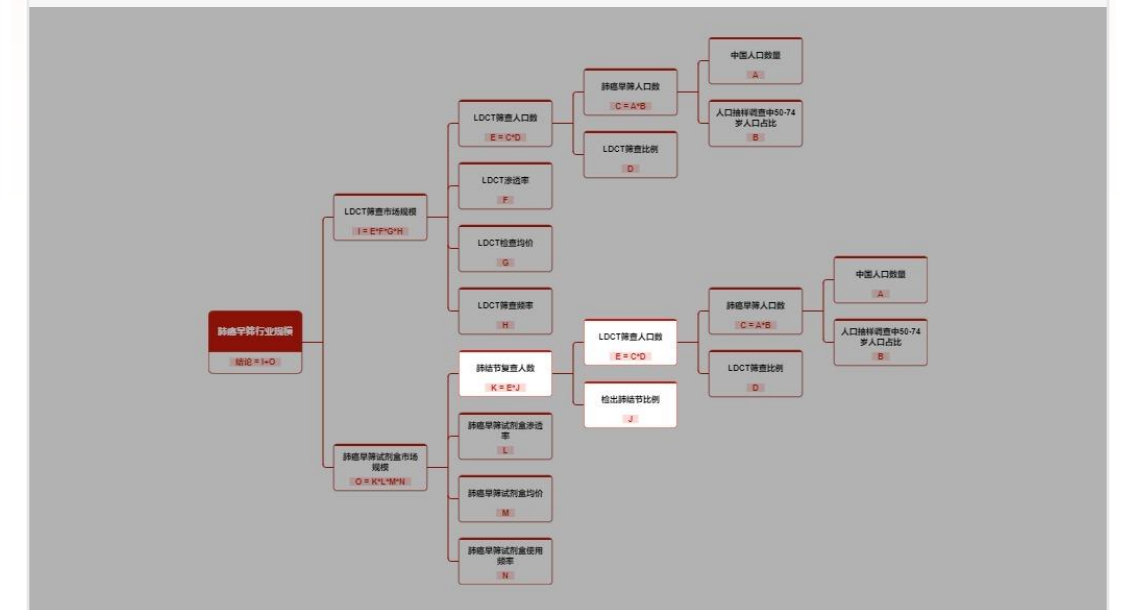 中国人口数量
A
肺癌早筛人口数
C = A*B
人口抽样调查中50-74
岁人口占比
B
LDCT筛查人口数
E = C*D
LDCT筛查比例
D
LDCT渗透率
F
LDCT筛查市场规模
I = E*F*G*H
LDCT检查均价
G
LDCT筛查频率
H
肺癌早筛行业规模
结论 = I+O
中国人口数量
A
肺癌早筛人口数
C = A*B
人口抽样调查中50-74
岁人口占比
B
LDCT筛查人口数
E = C*D
LDCT筛查比例
D
肺结节复查人数
K = E*J
检出肺结节比例
J
肺癌早筛试剂盒渗透
率
L
肺癌早筛试剂盒市场
规模
O = K*L*M*N
肺癌早筛试剂盒均价
M
肺癌早筛试剂盒使用
频率
N